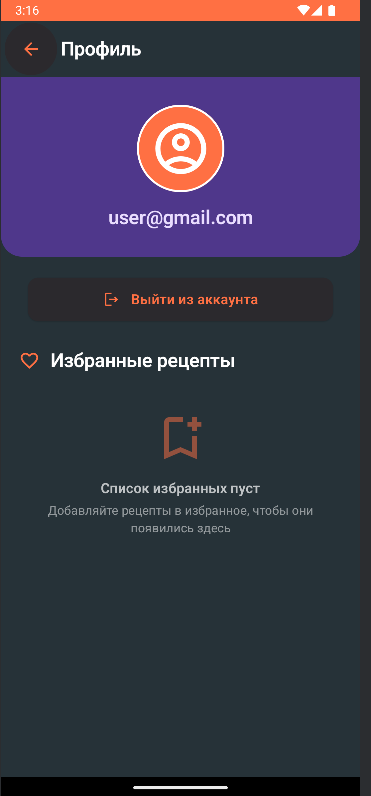 3:16
Профиль
user@gmail.com
Выйти из аккаунта
Избранные рецепты
Список избранных пуст
Добавляйте рецепты в избранное, чтобы они
появились здесь